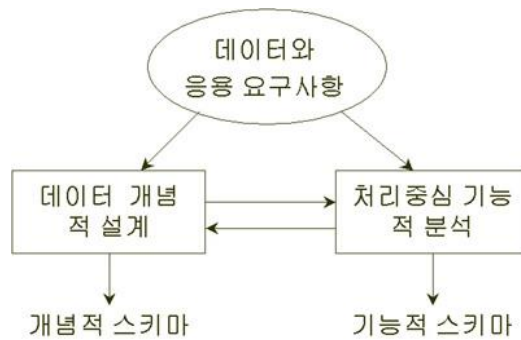 데이터와
응용 요구사항
데이터 개념
적 설계
처리중심 기능
적 분석
개념적 스키마
기능적 스키마